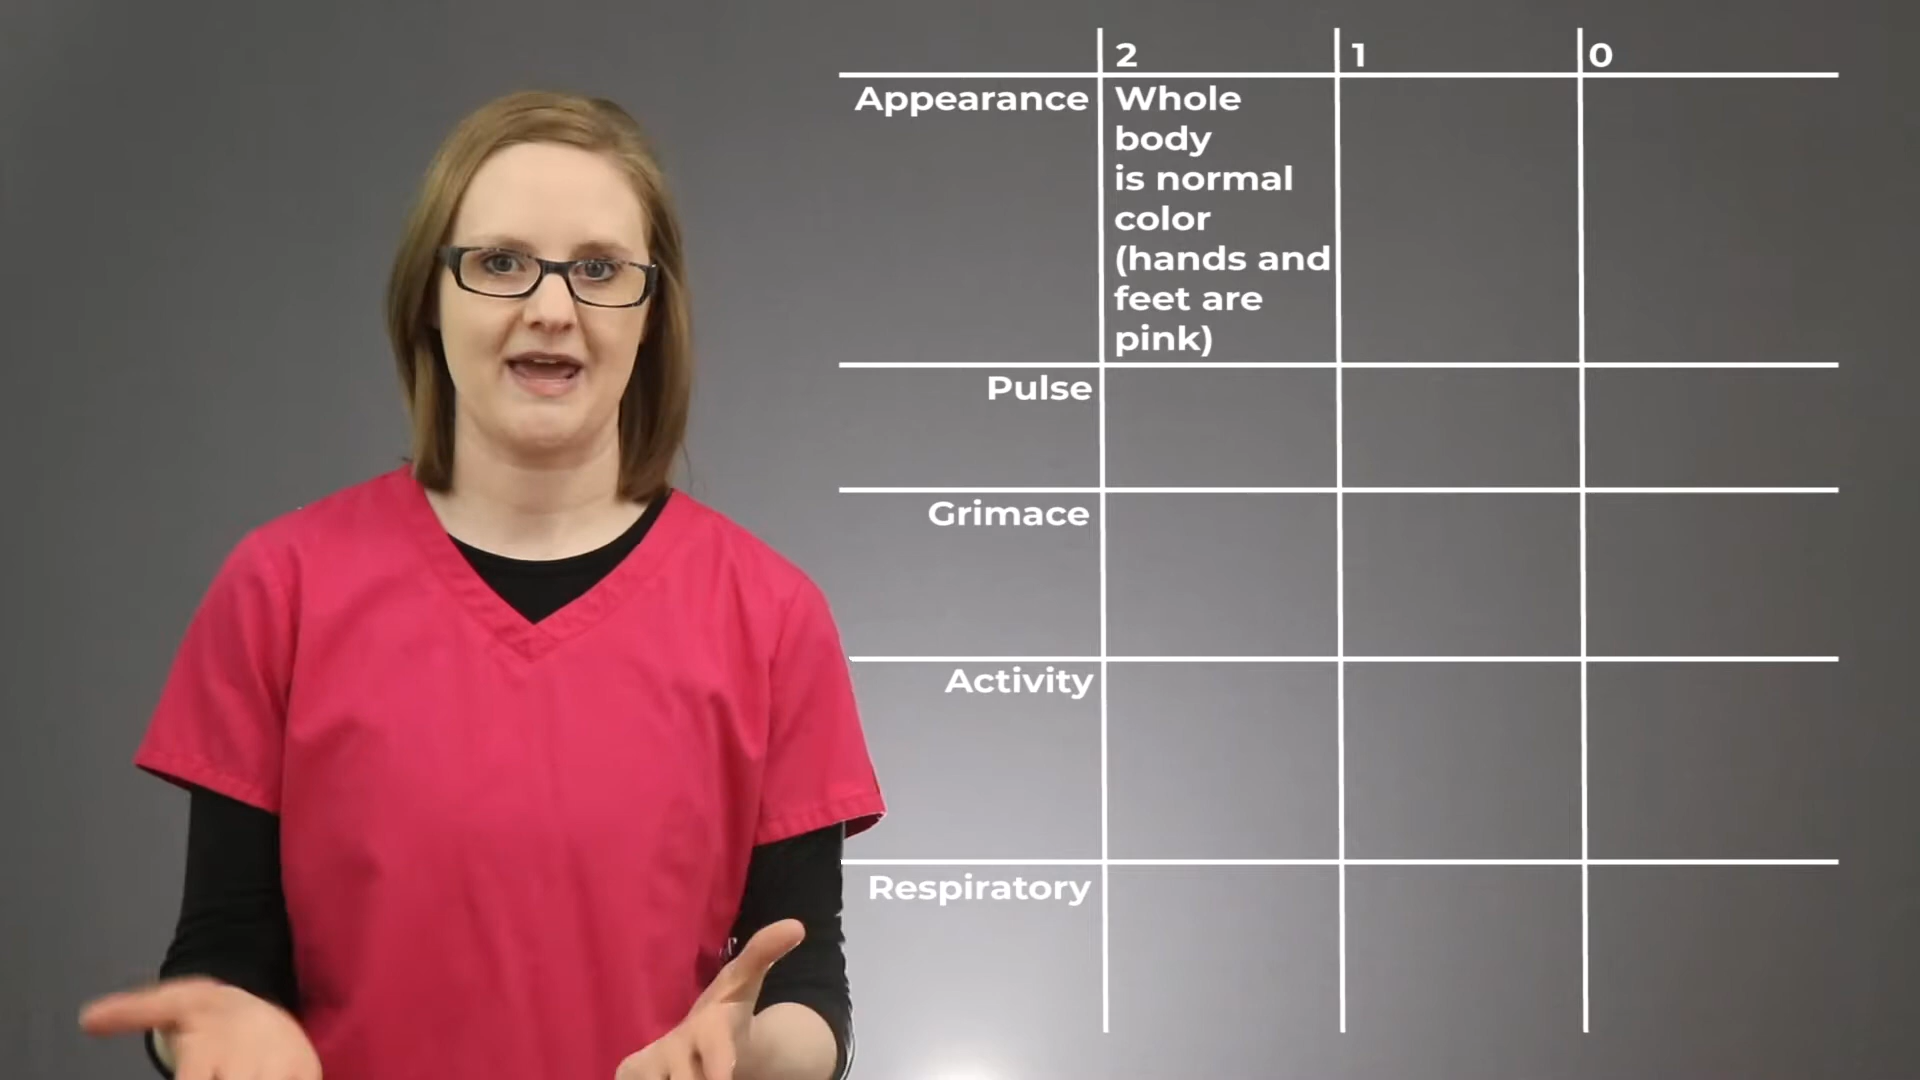 2 1 0
Appearance
Whole
body
is normal
color
(hands and
feet are
pink)
Pulse
Grimace
Activity
Respiratory